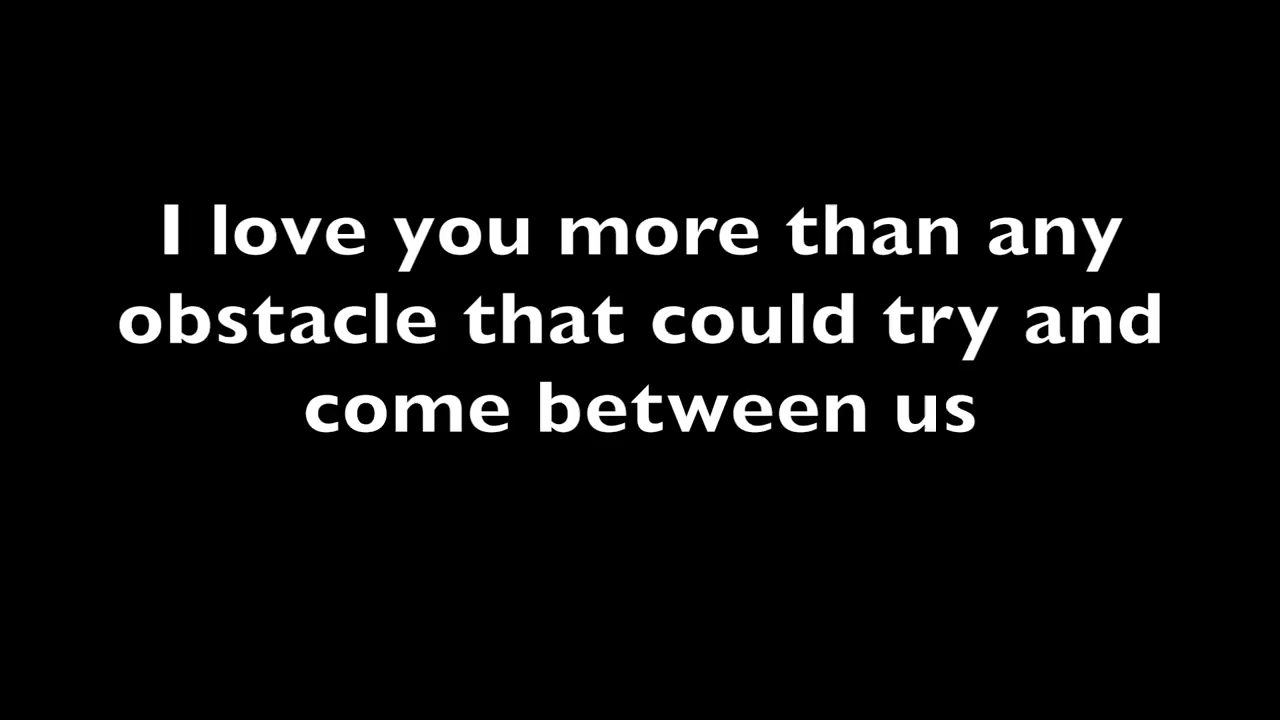 I love you more than any
obstacle that could try and
come between us